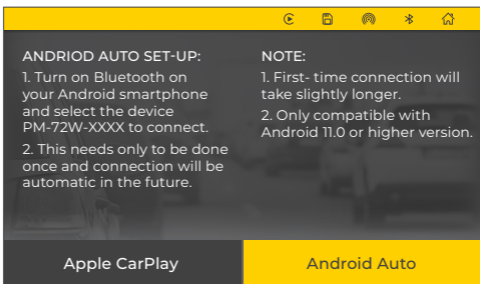 ANDRIOD AUTO SET-UP:
1. Turn on Bluetooth on
your Android smartphone
and select the device
PM-72W-XXXX to connect.
2. This needs only to be done
once and connection will be
automatic in the future.
NOTE:
1. First- time connection will
take slightly longer.
2. Only compatible with
Android 11.0 or higher version.
Apple CarPlay
Android Auto